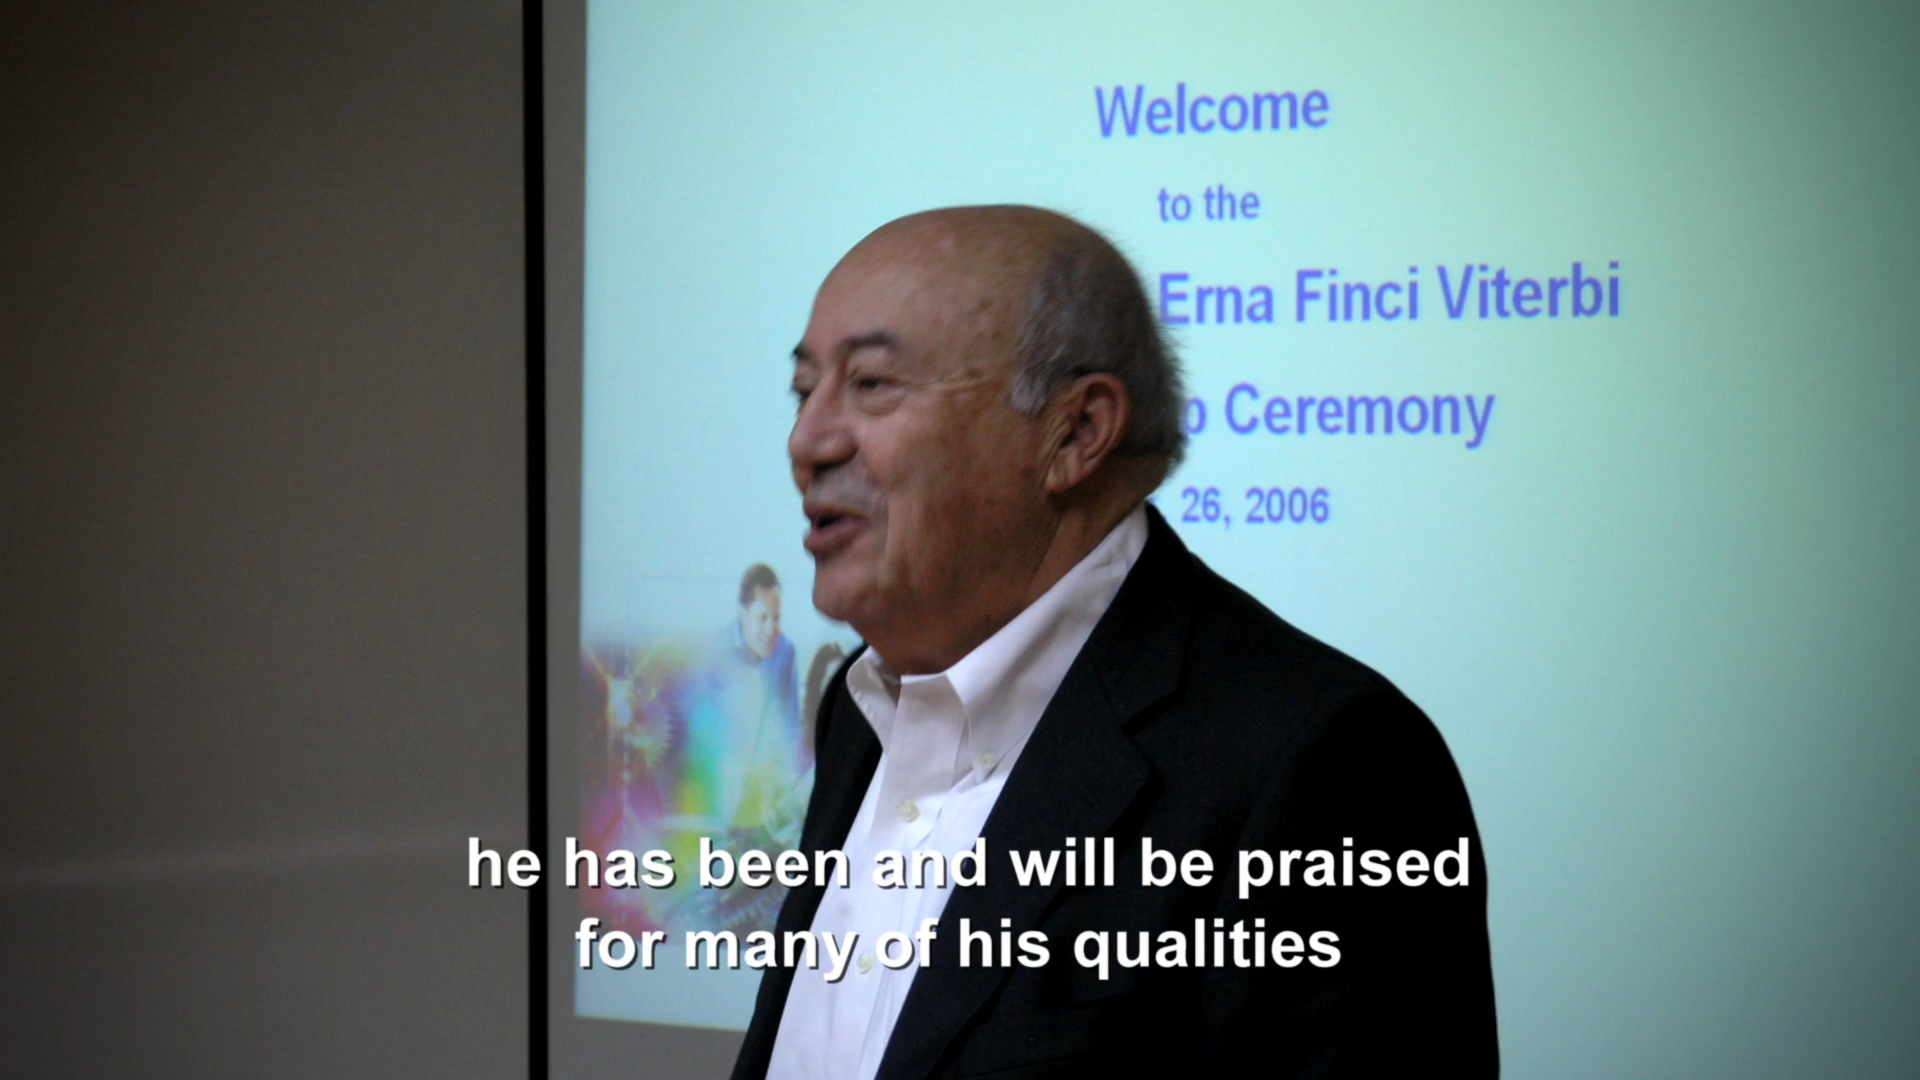 Welcome
to the
Erna Finci Viterbi
Ceremony
26, 2006
he has been and will be praised
for many of his qualities